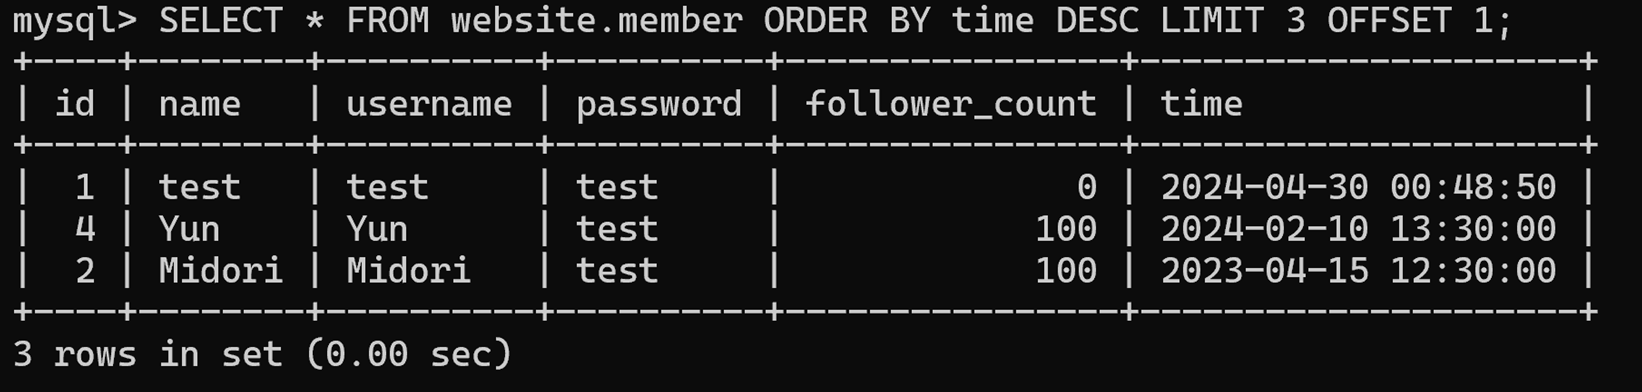 mysql> SELECT * FROM website.member ORDER BY time DESC LIMIT 3 OFFSET 1;
+----+--------+----------+----------+----------------+---------------------+
| id | name   | username | password | follower_count | time                |
+----+--------+----------+----------+----------------+---------------------+
|  1 | test   | test     | test     |              0 | 2024-04-30 00:48:50 |
|  4 | Yun    | Yun      | test     |            100 | 2024-02-10 13:30:00 |
|  2 | Midori | Midori   | test     |            100 | 2023-04-15 12:30:00 |
+----+--------+----------+----------+----------------+---------------------+
3 rows in set (0.00 sec)